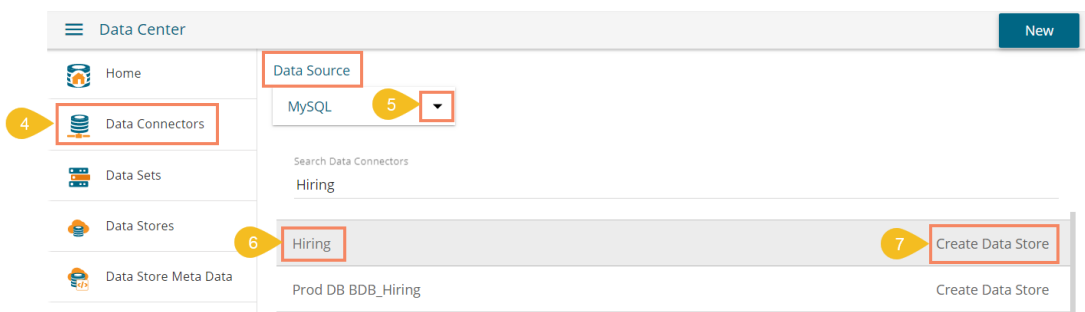 Data Center
New
Home
Data Source
MySQL
5
4
Data Connectors
Search Data Connectors
Hiring
Data Sets
Data Stores
6
Hiring
7
Create Data Store
Data Store Meta Data
Prod DB BDB_Hiring
Create Data Store